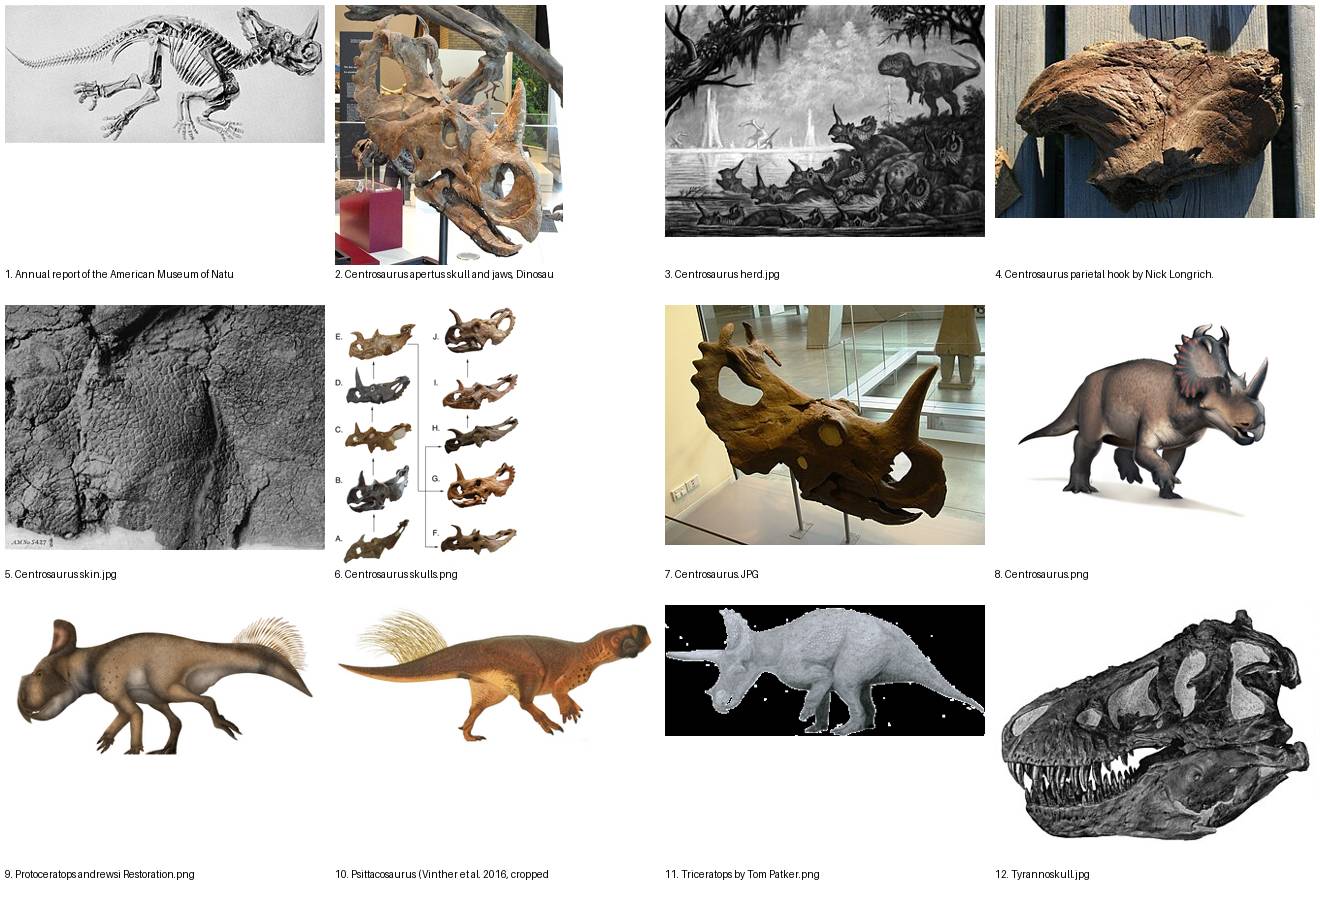 1. Annual report of the American Museum of Natu
2. Centrosaurus apertus skull and jaws, Dinosau
3. Centrosaurus herd.jpg
4. Centrosaurus parietal hook by Nick Longrich.
A.M.No.5427
E.
J.
D.
I.
C.
H.
B.
G.
A.
F.
5. Centrosaurus skin.jpg
6. Centrosaurus skulls.png
7. Centrosaurus.JPG
8. Centrosaurus.png
9. Protoceratops andrewsi Restoration.png
10. Psittacosaurus (Vinther et al. 2016, cropped
11. Triceratops by Tom Patker.png
12. Tyrannoskull.jpg